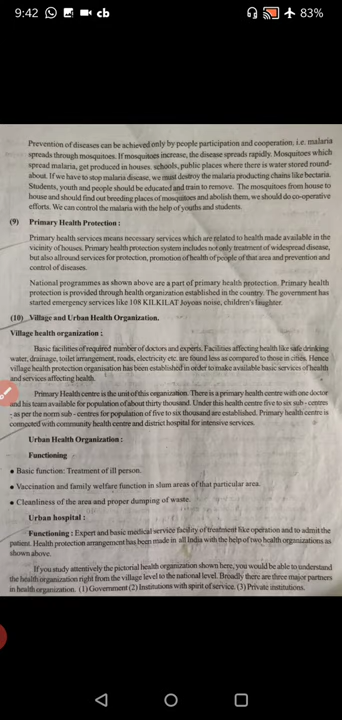 9:42 cb 83%
Prevention of diseases can be achieved only by people participation and cooperation, i.e. malaria
spreads through mosquitoes. If mosquitoes increase, the disease spreads rapidly. Mosquitoes which
spread malaria, get produced in houses, schools, public places where there is water stored round-
about. If we have to stop malaria disease, we must destroy the malaria producting chains like bectaria.
Students, youth and people should be educated and train to remove. The mosquitoes from house to
house and should find out breeding places of mosquitoes and abolish them, we should do co-operative
efforts. We can control the malaria with the help of youths and students.
(9) Primary Health Protection :
Primary health services means necessary services which are related to health made available in the
vicinity of houses. Primary health protection system includes not only treatment of widespread disease,
but also allround services for protection, promotion of health of people of that area and prevention and
control of diseases.
National programmes as shown above are a part of primary health protection. Primary health
protection is provided through health organization established in the country. The government has
started emergency services like 108 KILKILAT Joyous noise, children's laughter.
(10) Village and Urban Health Organization.
Village health organization :
Basic facilities of required number of doctors and experts. Facilities affecting health like safe drinking
water, drainage, toilet arrangement, roads, electricity etc. are found less as compared to those in cities. Hence
village health protection organisation has been established in order to make available basic services of health
and services affecting health.
Primary Health centre is the unit of this organization. There is a primary health centre with one doctor
and his team available for population of about thirty thousand. Under this health centre five to six sub - centres
- as per the norm sub - centres for population of five to six thousand are established. Primary health centre is
connected with community health centre and district hospital for intensive services.
Urban Health Organization :
Functioning
• Basic function: Treatment of ill person.
• Vaccination and family welfare function in slum areas of that particular area.
• Cleanliness of the area and proper dumping of waste.
Urban hospital :
Functioning : Expert and basic medical service facility of treatment like operation and to admit the
patient. Health protection arrangement has been made in all India with the help of two health organizations as
shown above.
If you study attentively the pictorial health organization shown here, you would be able to understand
the health organization right from the village level to the national level. Broadly there are three major partners
in health organization. (1) Government (2) Institutions with spirit of service. (3) Private institutions.